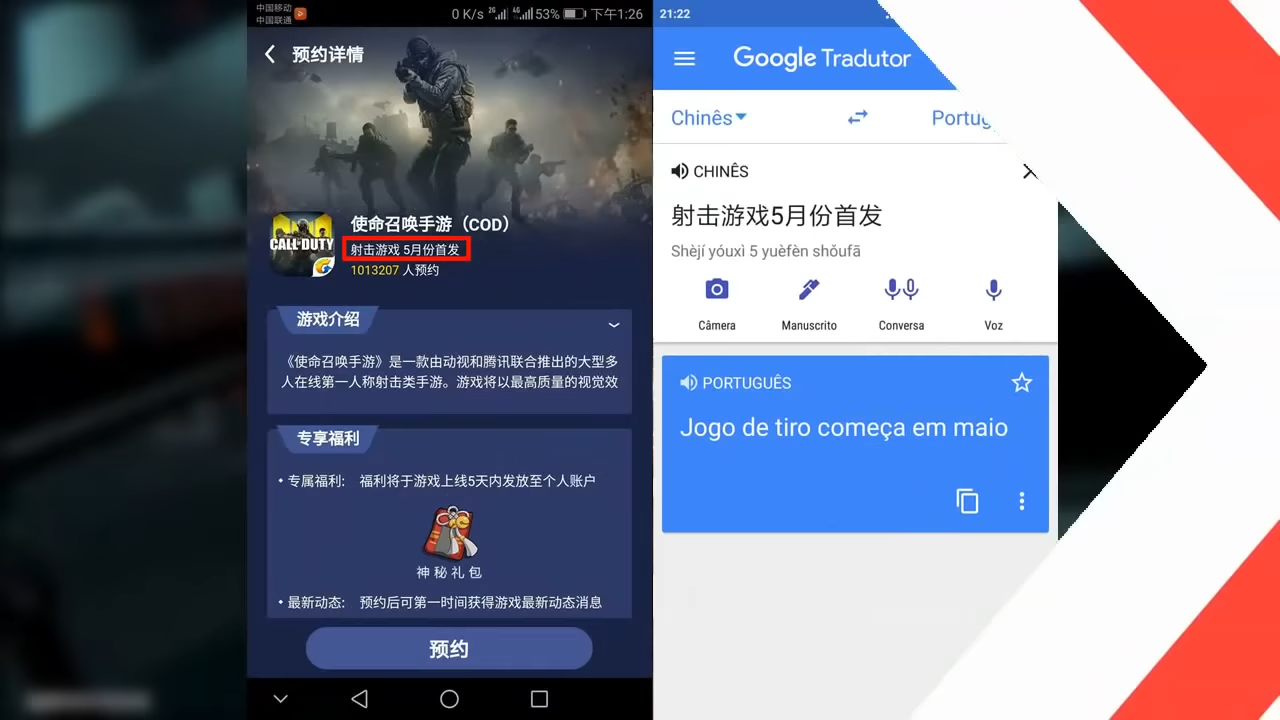 中国移动
中国联通
0 K/s 2G 4G 53% 下午1:26
预约详情
CALL OF DUTY
使命召唤手游（COD）
射击游戏 5月份首发
1013207 人预约
游戏介绍
《使命召唤手游》是一款由动视和腾讯联合推出的大型多
人在线第一人称射击类手游。游戏将以最高质量的视觉效
专享福利
• 专属福利: 福利将于游戏上线5天内发放至个人账户
神秘礼包
• 最新动态: 预约后可第一时间获得游戏最新动态消息
预约
21:22
Google Tradutor
Chinês
Portug
CHINÊS
射击游戏5月份首发
Shèjí yóuxì 5 yuèfèn shǒufā
Câmera
Manuscrito
Conversa
Voz
PORTUGUÊS
Jogo de tiro começa em maio